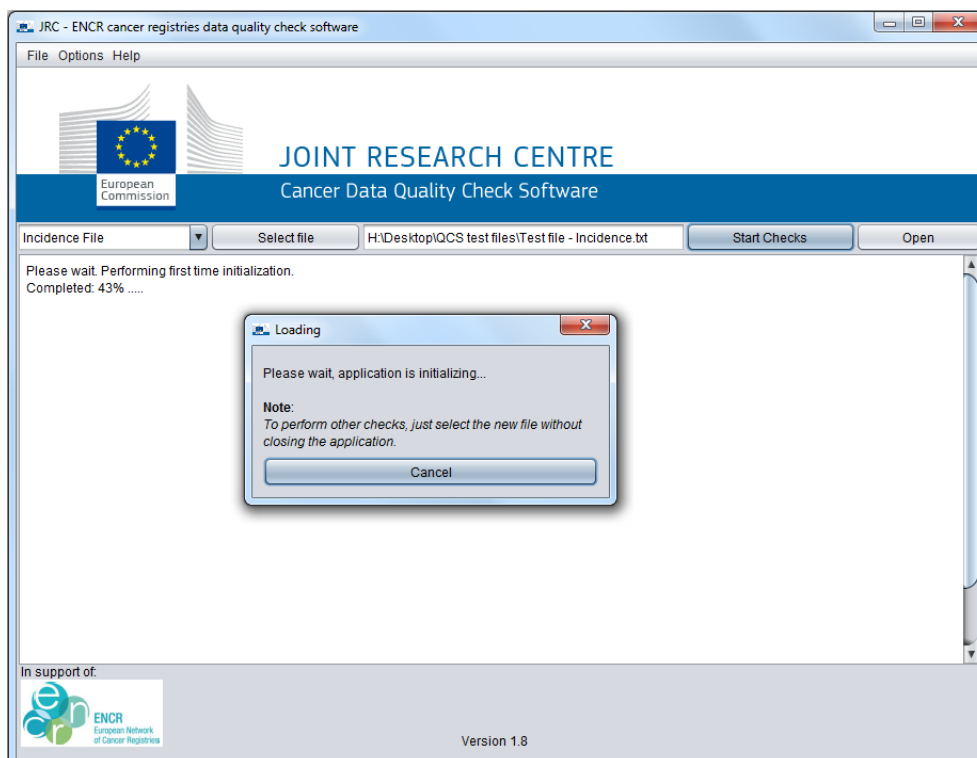 JRC - ENCR cancer registries data quality check software
File Options Help
European
Commission
JOINT RESEARCH CENTRE
Cancer Data Quality Check Software
Incidence File Select file H:\Desktop\QCS test files\Test file - Incidence.txt Start Checks Open
Please wait. Performing first time initialization.
Completed: 43% .....
Loading
Please wait, application is initializing...
Note:
To perform other checks, just select the new file without
closing the application.
Cancel
In support of:
encr
ENCR
European Network
of Cancer Registries
Version 1.8